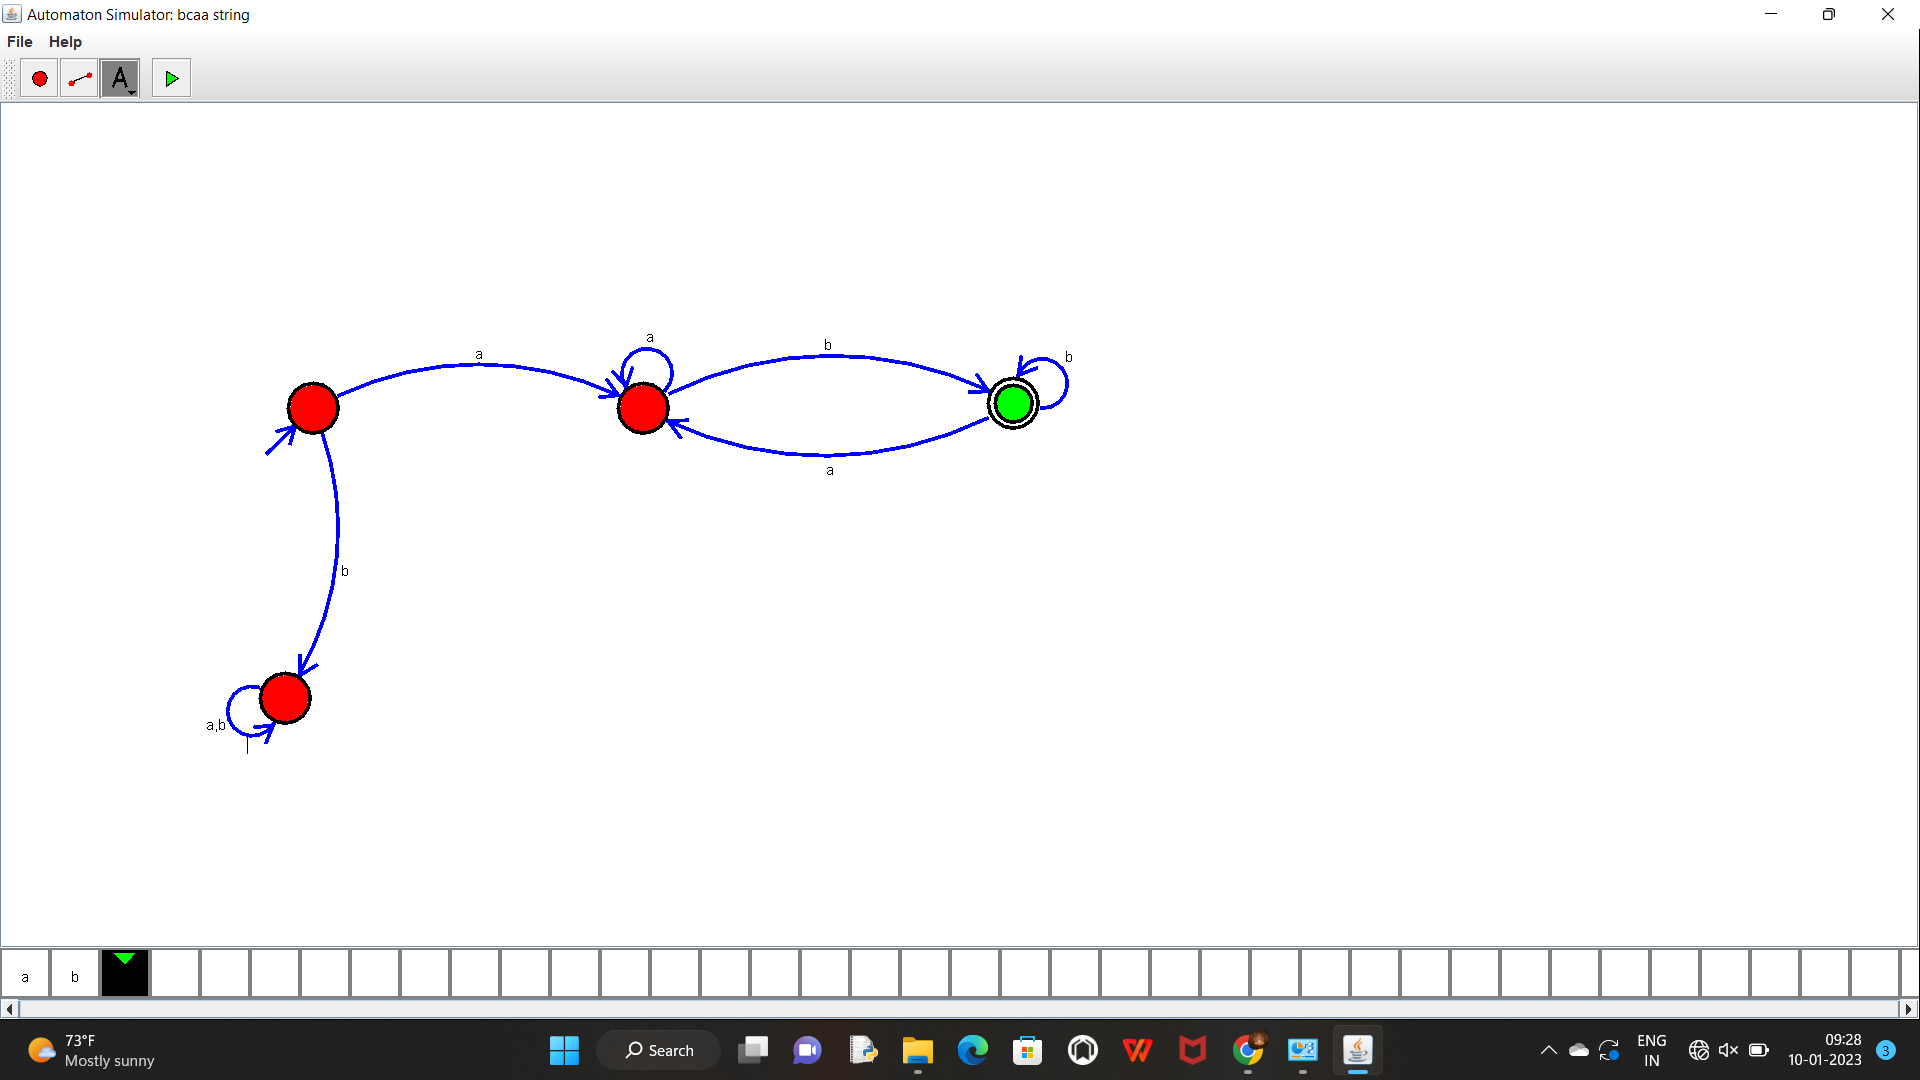 Automaton Simulator: bcaa string
File Help
A
a
a
b
b
a
b
a,b
a b
73°F
Mostly sunny
Search
ENG
IN
09:28
10-01-2023
3